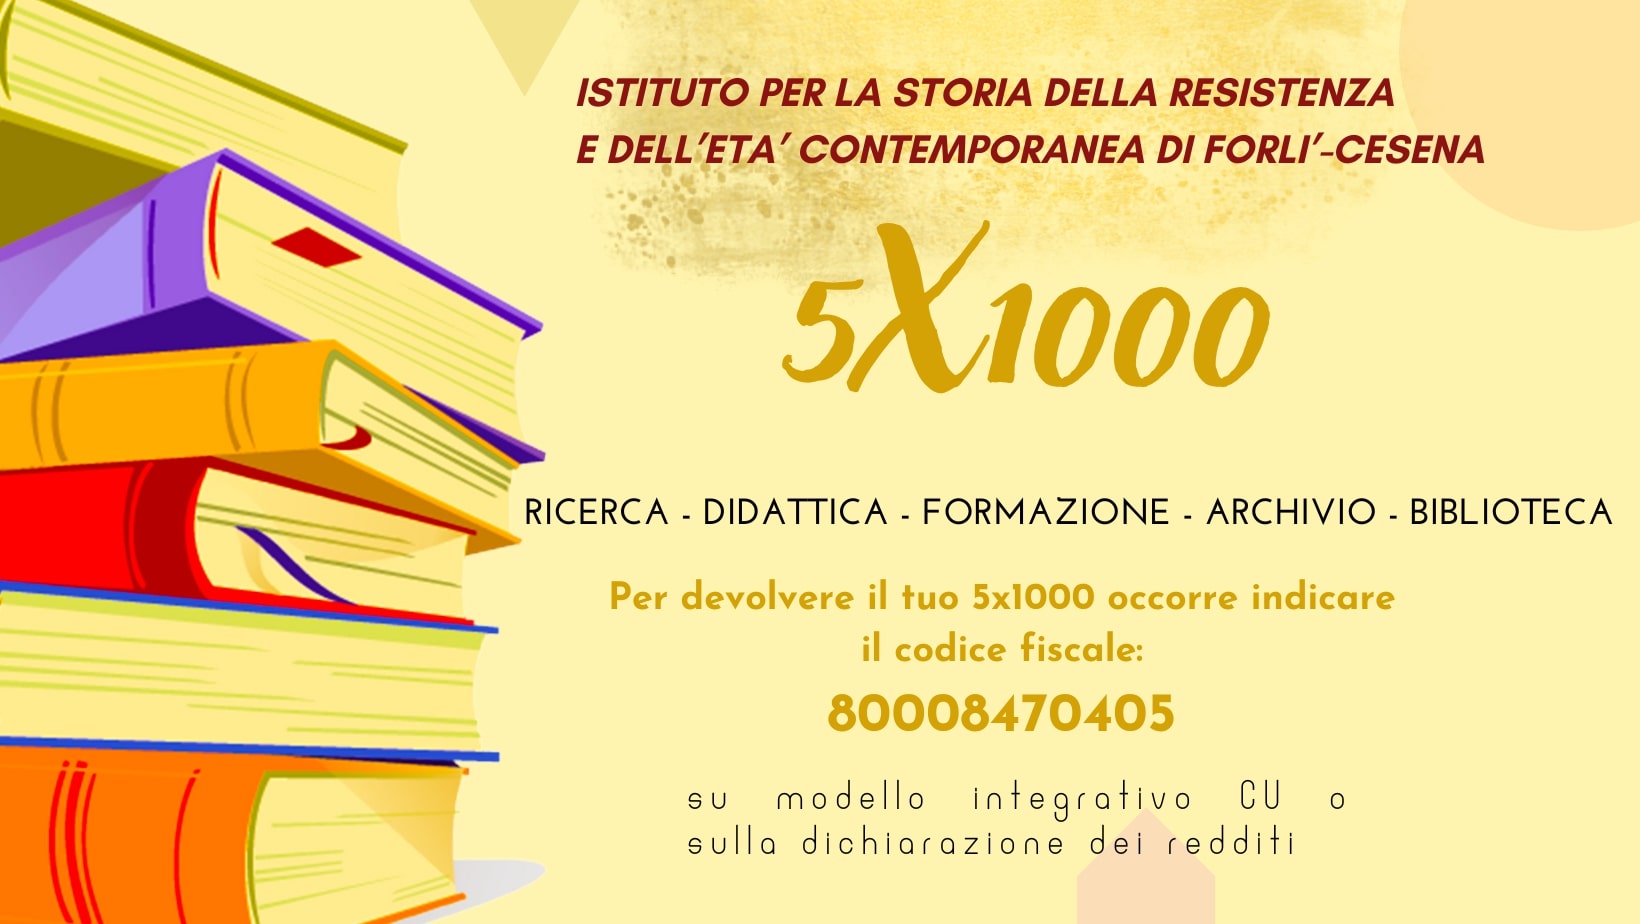 ISTITUTO PER LA STORIA DELLA RESISTENZA
E DELL'ETA' CONTEMPORANEA DI FORLI'-CESENA
5X1000
RICERCA - DIDATTICA - FORMAZIONE - ARCHIVIO - BIBLIOTECA
Per devolvere il tuo 5x1000 occorre indicare
il codice fiscale:
80008470405
su modello integrativo CU o
sulla dichiarazione dei redditi